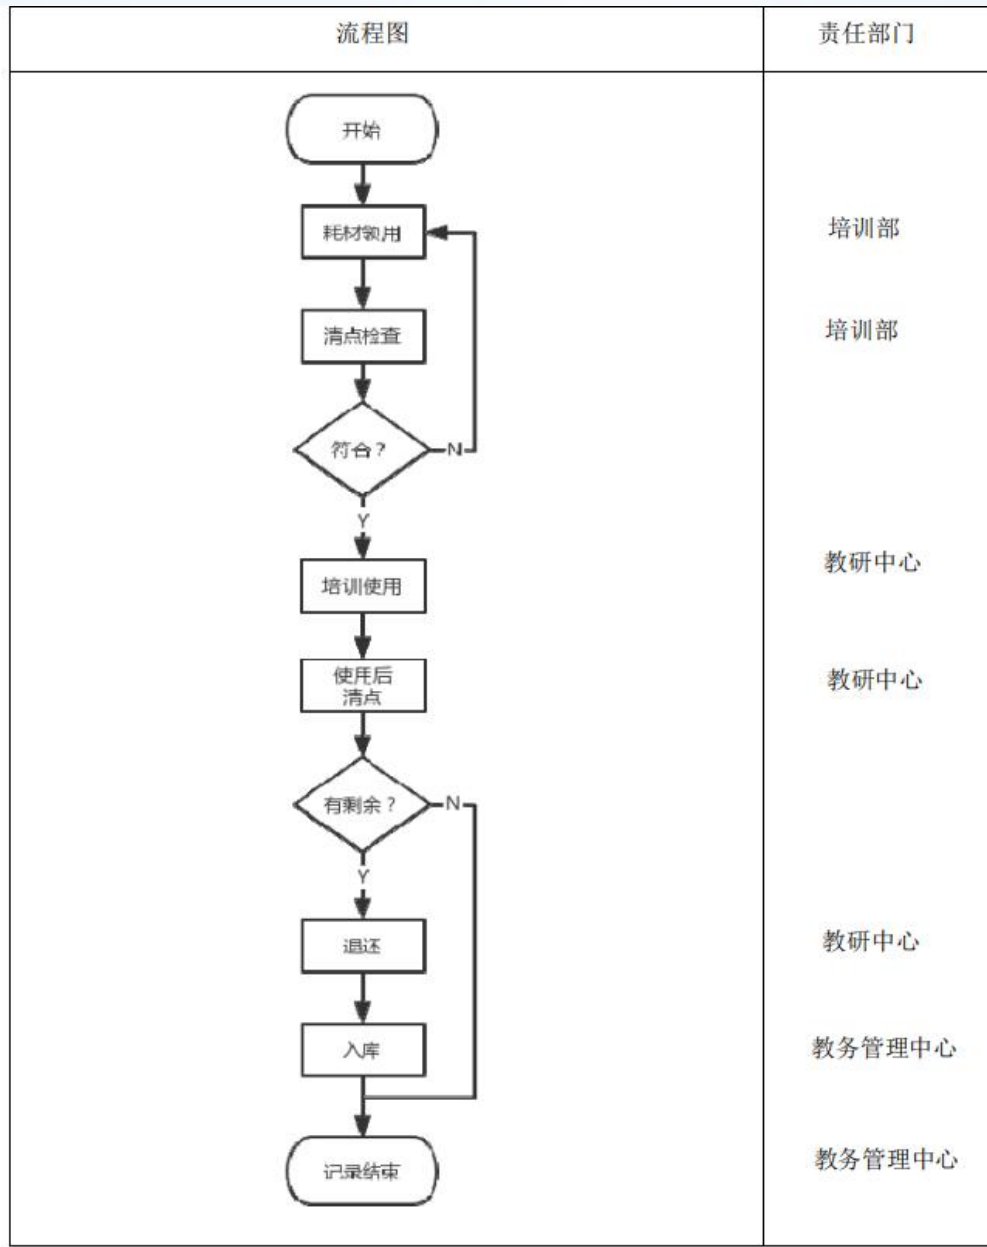 流程图
责任部门
开始
耗材领用
培训部
清点检查
培训部
符合？
N
Y
培训使用
教研中心
使用后
清点
教研中心
有剩余？
N
Y
退还
教研中心
入库
教务管理中心
记录结束
教务管理中心